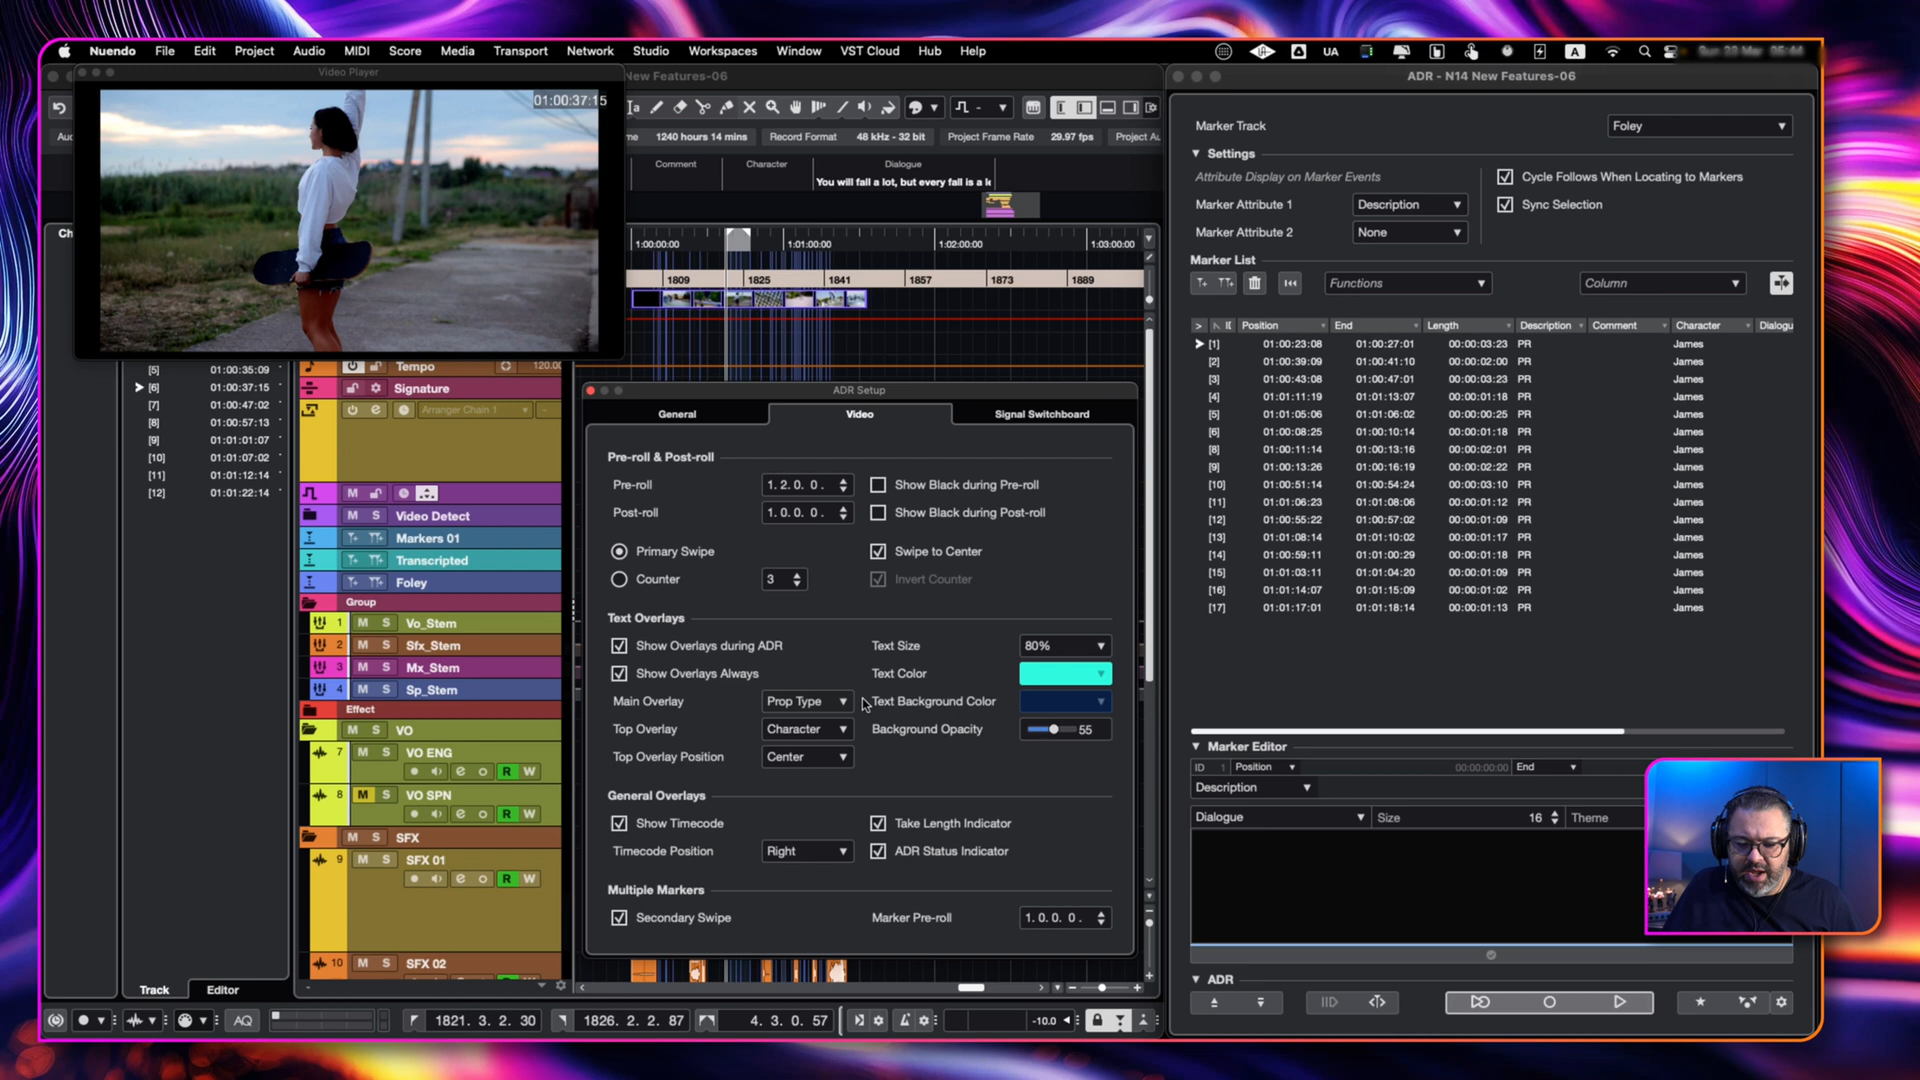 Nuendo File Edit Project Audio MIDI Score Media Transport Network Studio Workspaces Window VST Cloud Hub Help UA A
Video Player
New Features-06
ADR - N14 New Features-06
01:00:37:15
1240 hours 14 mins Record Format 48 kHz - 32 bit Project Frame Rate 29.97 fps Project Au
Comment Character Dialogue
You will fall a lot, but every fall is a le
1:00:00:00 1:01:00:00 1:02:00:00 1:03:00:00
1809 1825 1841 1857 1873 1889
[5] 01:00:35:09
[6] 01:00:37:15
[7] 01:00:47:02
[8] 01:00:57:13
[9] 01:01:01:07
[10] 01:01:07:02
[11] 01:01:12:14
[12] 01:01:22:14
Track Editor
Tempo 120.00
Signature
Arranger Chain 1
M
M S Video Detect
Markers 01
Transcripted
Foley
Group
1 M S Vo_Stem
2 M S Sfx_Stem
3 M S Mx_Stem
4 M S Sp_Stem
Effect
M S VO
7 M S VO ENG
R W
8 M S VO SPN
R W
M S SFX
9 M S SFX 01
R W
10 M S SFX 02
ADR Setup
General Video Signal Switchboard
Pre-roll & Post-roll
Pre-roll 1. 2. 0. 0 . Show Black during Pre-roll
Post-roll 1. 0. 0. 0 . Show Black during Post-roll
Primary Swipe Swipe to Center
Counter 3 Invert Counter
Text Overlays
Show Overlays during ADR Text Size 80%
Show Overlays Always Text Color
Main Overlay Prop Type Text Background Color
Top Overlay Character Background Opacity 55
Top Overlay Position Center
General Overlays
Show Timecode Take Length Indicator
Timecode Position Right ADR Status Indicator
Multiple Markers
Secondary Swipe Marker Pre-roll 1. 0. 0. 0 .
Marker Track Foley
Settings
Attribute Display on Marker Events Cycle Follows When Locating to Markers
Marker Attribute 1 Description Sync Selection
Marker Attribute 2 None
Marker List
Functions Column
Position End Length Description Comment Character Dialogu
[1] 01:00:23:08 01:00:27:01 00:00:03:23 PR James
[2] 01:00:39:09 01:00:41:10 00:00:02:00 PR James
[3] 01:00:43:08 01:00:47:01 00:00:03:23 PR James
[4] 01:01:11:19 01:01:13:07 00:00:01:18 PR James
[5] 01:01:05:06 01:01:06:02 00:00:00:25 PR James
[6] 01:00:08:25 01:00:10:14 00:00:01:18 PR James
[8] 01:00:11:14 01:00:13:16 00:00:02:01 PR James
[9] 01:00:13:26 01:00:16:19 00:00:02:22 PR James
[10] 01:00:51:14 01:00:54:24 00:00:03:10 PR James
[11] 01:01:06:23 01:01:08:06 00:00:01:12 PR James
[12] 01:00:55:22 01:00:57:02 00:00:01:09 PR James
[13] 01:01:08:14 01:01:10:02 00:00:01:17 PR James
[14] 01:00:59:11 01:01:00:29 00:00:01:18 PR James
[15] 01:01:03:11 01:01:04:20 00:00:01:09 PR James
[16] 01:01:14:07 01:01:15:09 00:00:01:02 PR James
[17] 01:01:17:01 01:01:18:14 00:00:01:13 PR James
Marker Editor
ID 1 Position 00:00:00:00 End
Description
Dialogue Size 16 Theme
ADR
AQ 1821. 3. 2. 30 1826. 2. 2. 87 4. 3. 0. 57 -10.0